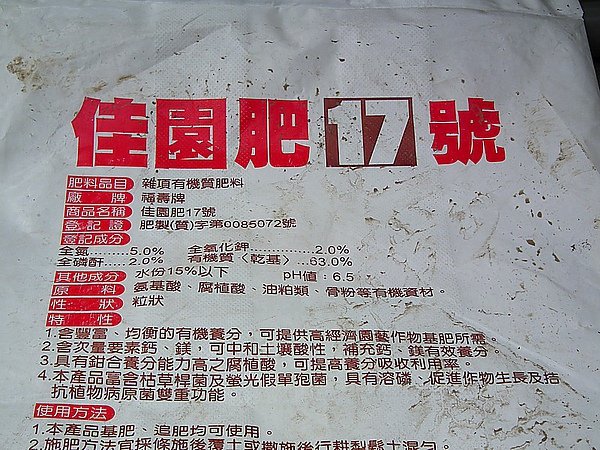 佳園肥17號
肥料品目 雜項有機質肥料
廠牌 福壽牌
商品名稱 佳園肥17號
登記證 肥製(質)字第0085072號
登記成分
全氮............5.0% 全氧化鉀............2.0%
全磷酐.........2.0% 有機質〈乾基〉...63.0%
其他成分 水份15%以下 pH值：6.5
原料 氨基酸、腐植酸、油粕類、骨粉等有機資材。
性狀 粒狀
特性
1.含豐富、均衡的有機養分，可提供高經濟園藝作物基肥所需。
2.含次量要素鈣、鎂，可中和土壤酸性，補充鈣、鎂有效養分。
3.具有鉗合養分能力高之腐植酸，可提高養分吸收利用率。
4.本產品富含枯草桿菌及螢光假單孢菌，具有溶磷、促進作物生長及拮
抗植物病原菌雙重功能。
使用方法
1.本產品基肥、追肥均可使用。
2.施肥方法宜採條施後覆土或撒施後行耕犁鬆土混勻。